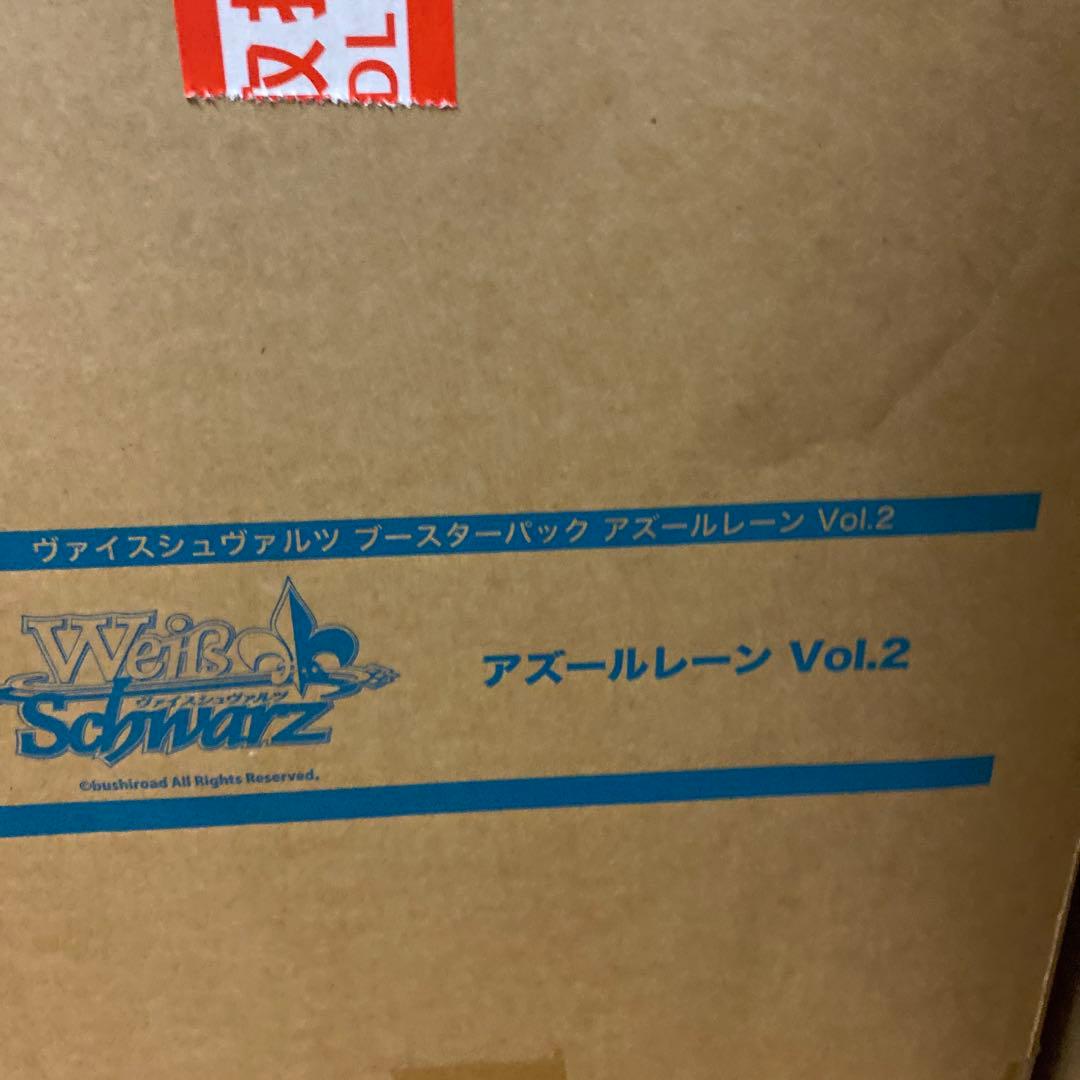 DL
ヴァイスシュヴァルツ ブースターパック アズールレーン Vol.2
Weiß
ヴァイスシュヴァルツ
Schwarz
アズールレーン Vol.2
©bushiroad All Rights Reserved.